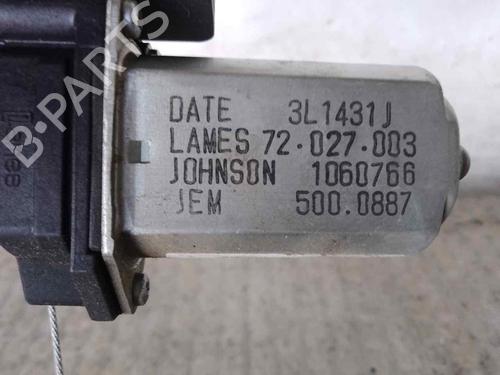 B-PARTS
DATE 3L1431J
LAMES 72.027.003
JOHNSON 1060766
JEM 500.0887